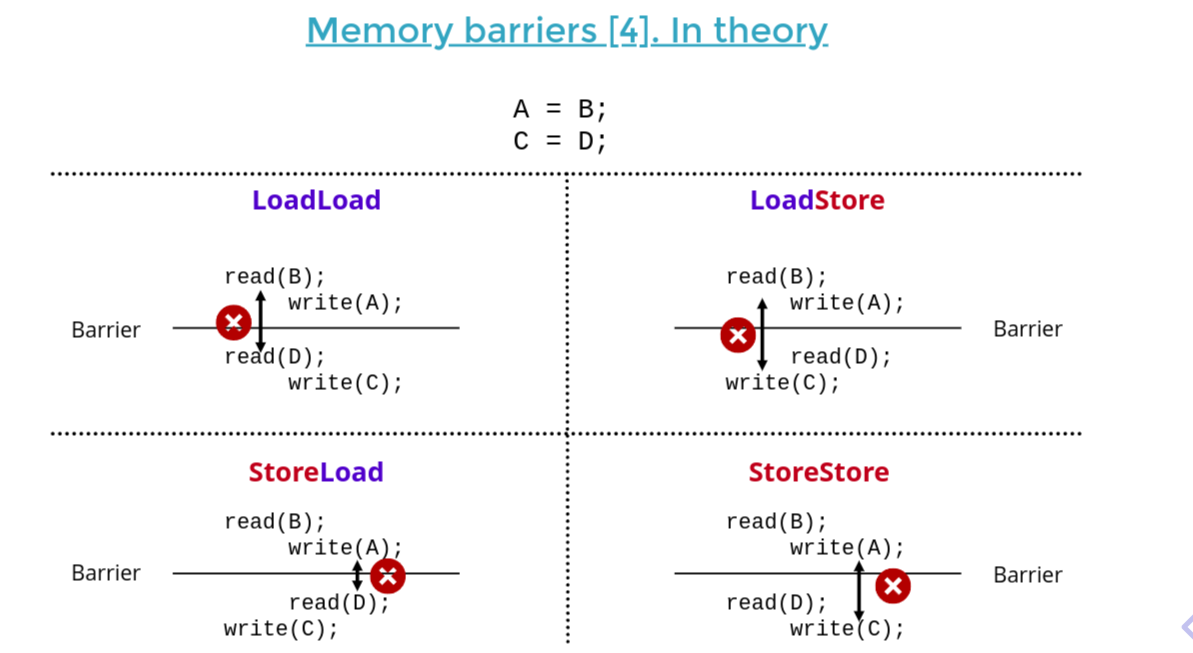 Memory barriers [4]. In theory
A = B;
C = D;
LoadLoad
read(B);
write(A);
Barrier
read(D);
write(C);
LoadStore
read(B);
write(A);
Barrier
read(D);
write(C);
StoreLoad
read(B);
write(A);
Barrier
read(D);
write(C);
StoreStore
read(B);
write(A);
Barrier
read(D);
write(C);